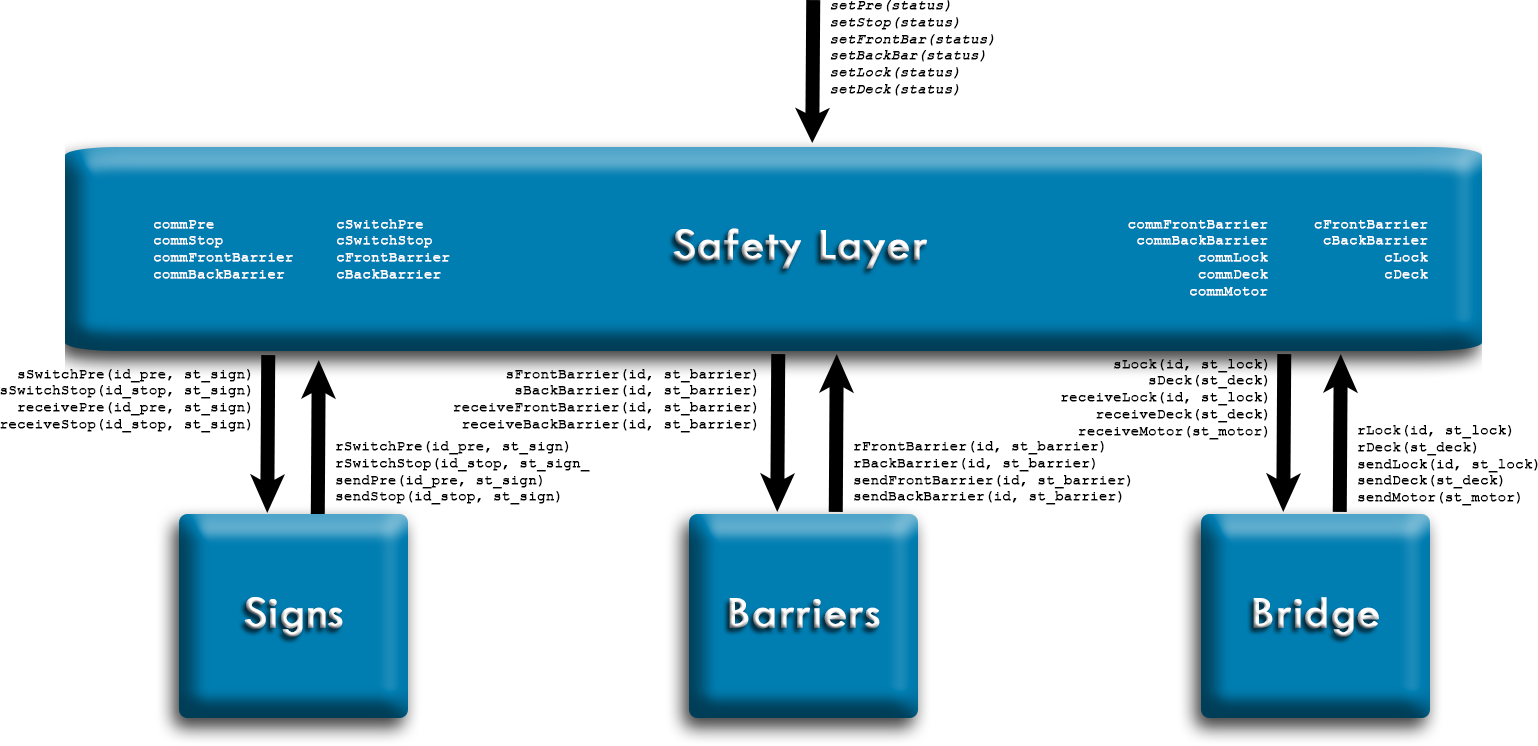 setPre(status)
setStop(status)
setFrontBar(status)
setBackBar(status)
setLock(status)
setDeck(status)
commPre
commStop
commFrontBarrier
commBackBarrier
cSwitchPre
cSwitchStop
cFrontBarrier
cBackBarrier
Safety Layer
commFrontBarrier
commBackBarrier
commLock
commDeck
commMotor
cFrontBarrier
cBackBarrier
cLock
cDeck
sSwitchPre(id_pre, st_sign)
sSwitchStop(id_stop, st_sign)
receivePre(id_pre, st_sign)
receiveStop(id_stop, st_sign)
rSwitchPre(id_pre, st_sign)
rSwitchStop(id_stop, st_sign_
sendPre(id_pre, st_sign)
sendStop(id_stop, st_sign)
sFrontBarrier(id, st_barrier)
sBackBarrier(id, st_barrier)
receiveFrontBarrier(id, st_barrier)
receiveBackBarrier(id, st_barrier)
rFrontBarrier(id, st_barrier)
rBackBarrier(id, st_barrier)
sendFrontBarrier(id, st_barrier)
sendBackBarrier(id, st_barrier)
sLock(id, st_lock)
sDeck(st_deck)
receiveLock(id, st_lock)
receiveDeck(st_deck)
receiveMotor(st_motor)
rLock(id, st_lock)
rDeck(st_deck)
sendLock(id, st_lock)
sendDeck(st_deck)
sendMotor(st_motor)
Signs
Barriers
Bridge